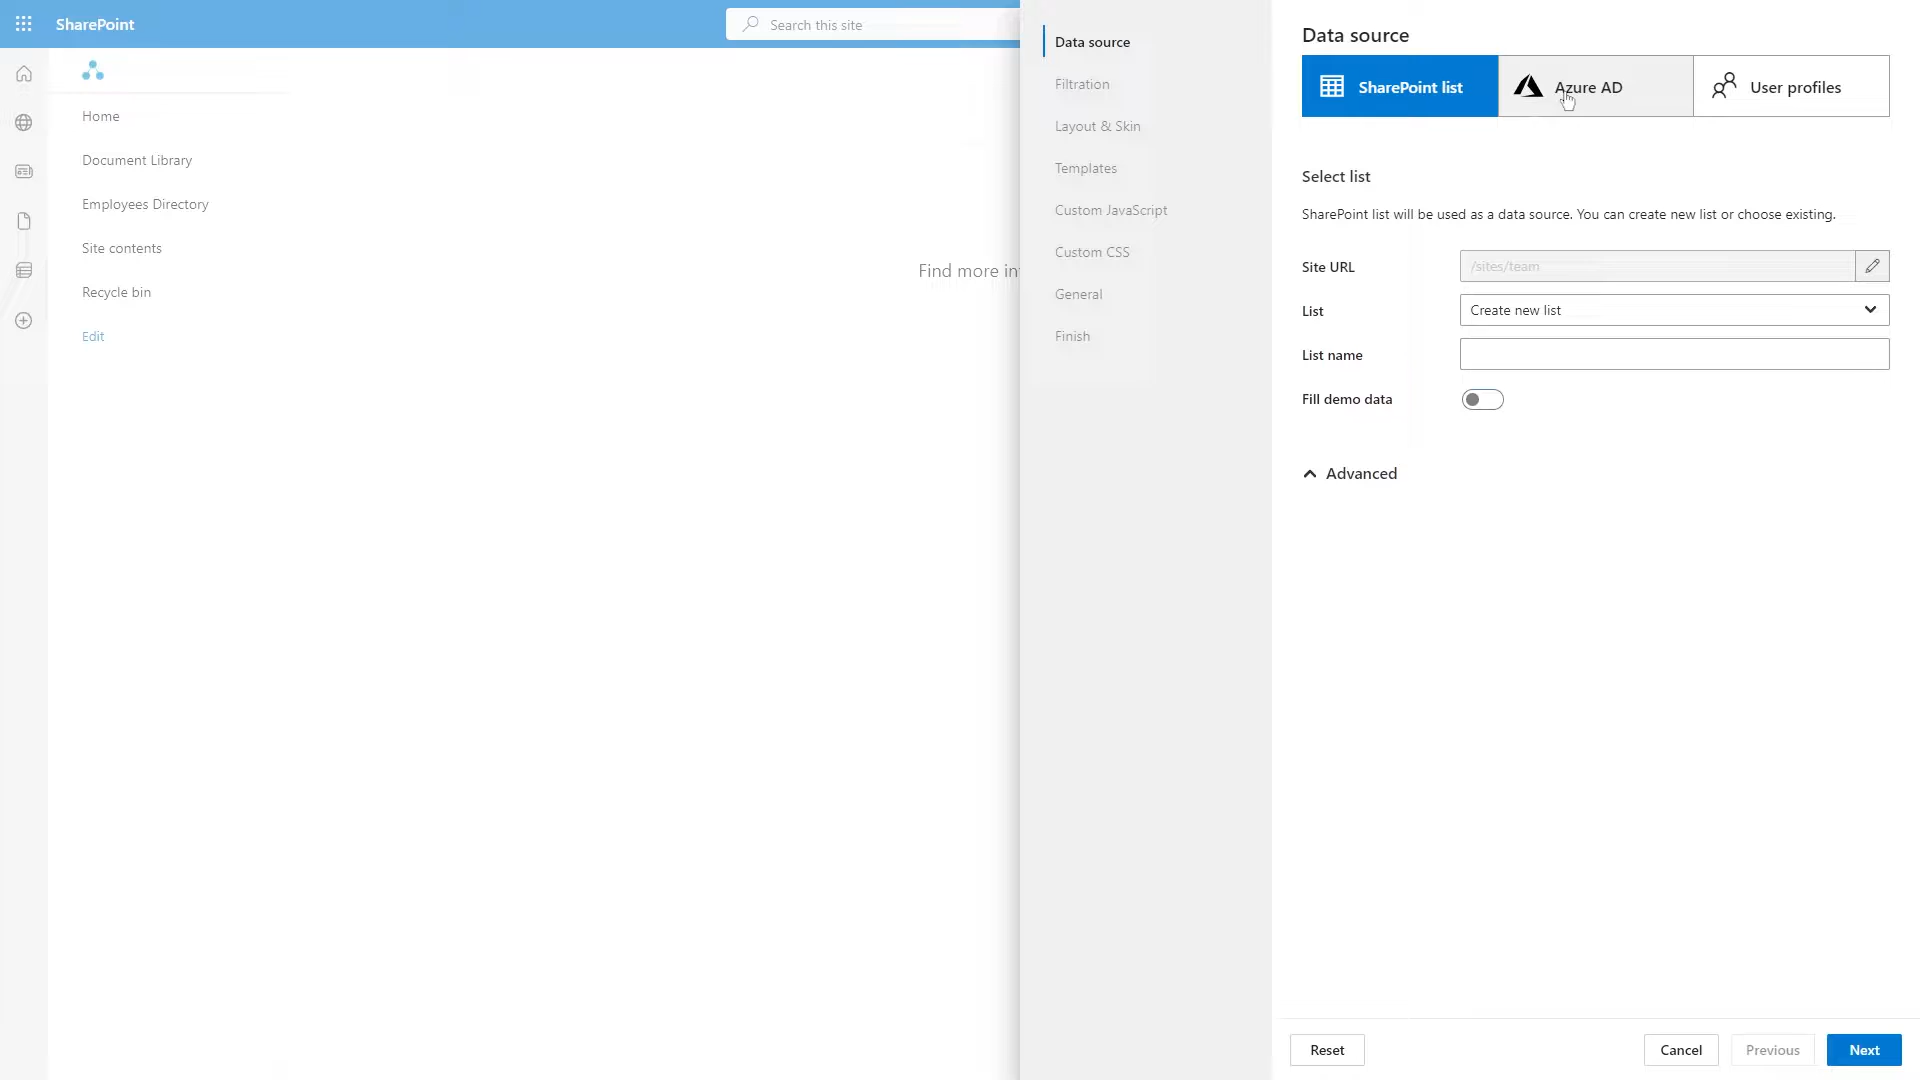 SharePoint
Search this site
Home
Document Library
Employees Directory
Site contents
Recycle bin
Edit
Find more in
Data source
Filtration
Layout & Skin
Templates
Custom JavaScript
Custom CSS
General
Finish
Data source
SharePoint list
Azure AD
User profiles
Select list
SharePoint list will be used as a data source. You can create new list or choose existing.
Site URL
/sites/team
List
Create new list
List name
Fill demo data
Advanced
Reset
Cancel
Previous
Next